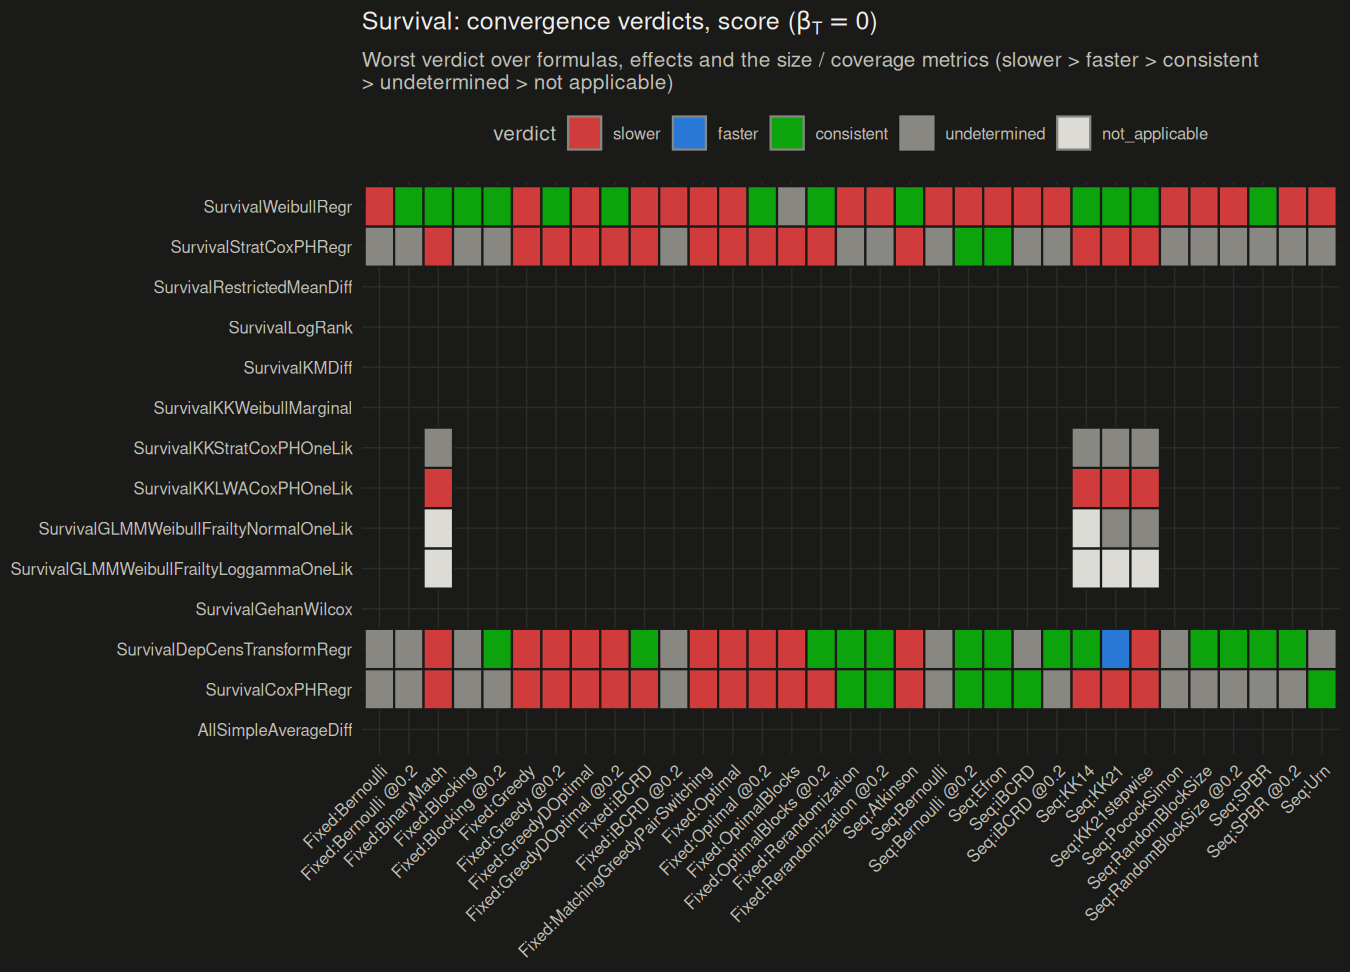 Survival: convergence verdicts, score (βT = 0)
Worst verdict over formulas, effects and the size / coverage metrics (slower > faster > consistent
> undetermined > not applicable)
verdict slower faster consistent undetermined not_applicable
SurvivalWeibullRegr
SurvivalStratCoxPHRegr
SurvivalRestrictedMeanDiff
SurvivalLogRank
SurvivalKMDiff
SurvivalKKWeibullMarginal
SurvivalKKStratCoxPHOneLik
SurvivalKKLWACoxPHOneLik
SurvivalGLMMWeibullFrailtyNormalOneLik
SurvivalGLMMWeibullFrailtyLoggammaOneLik
SurvivalGehanWilcox
SurvivalDepCensTransformRegr
SurvivalCoxPHRegr
AllSimpleAverageDiff
Fixed:Bernoulli
Fixed:Bernoulli @0.2
Fixed:BinaryMatch
Fixed:Blocking
Fixed:Blocking @0.2
Fixed:Greedy
Fixed:Greedy @0.2
Fixed:GreedyDOptimal
Fixed:GreedyDOptimal @0.2
Fixed:iBCRD
Fixed:iBCRD @0.2
Fixed:MatchingGreedyPairSwitching
Fixed:Optimal
Fixed:Optimal @0.2
Fixed:OptimalBlocks
Fixed:OptimalBlocks @0.2
Fixed:Rerandomization
Fixed:Rerandomization @0.2
Seq:Atkinson
Seq:Bernoulli
Seq:Bernoulli @0.2
Seq:Efron
Seq:iBCRD
Seq:iBCRD @0.2
Seq:KK14
Seq:KK21
Seq:KK21stepwise
Seq:PocockSimon
Seq:RandomBlockSize
Seq:RandomBlockSize @0.2
Seq:SPBR
Seq:SPBR @0.2
Seq:Urn